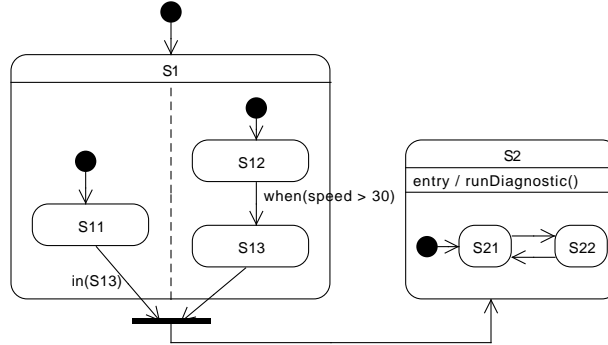 S1
S12
when(speed > 30)
S11
S13
in(S13)
S2
entry / runDiagnostic()
S21
S22